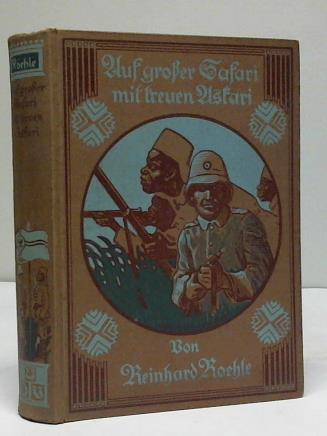 Auf großer Safari
mit treuen Askari
Von
Reinhard Roehle
Roehle
Auf großer
Safari
mit treuen
Askari